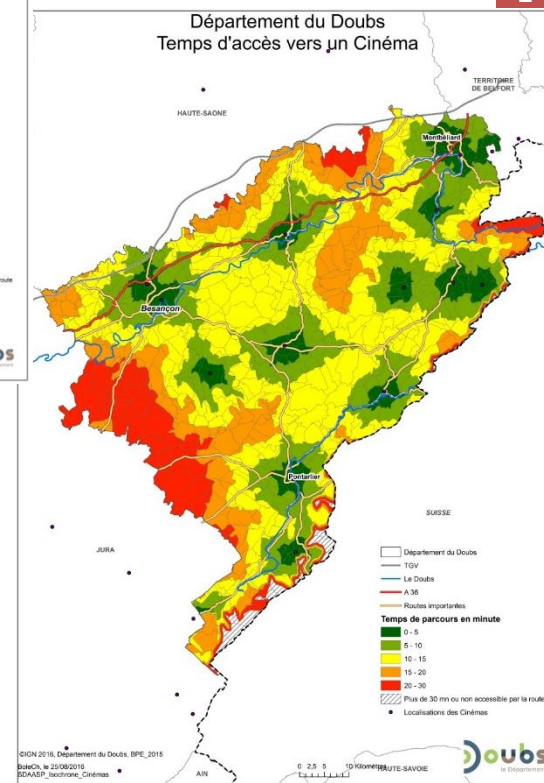 Département du Doubs
Temps d'accès vers un Cinéma
TERRITOIRE
DE BELFORT
HAUTE-SAONE
Montbéliard
Besançon
Pontarlier
SUISSE
JURA
Département du Doubs
TGV
Le Doubs
A 36
Routes importantes
Temps de parcours en minute
0 - 5
5 - 10
10 - 15
15 - 20
20 - 30
Plus de 30 mn ou non accessible par la route
Localisations des Cinémas
©IGN 2016, Département du Doubs, BPE_2015
BoleCh, le 25/08/2016
SDAASP_Isochrone_Cinémas
AIN
0 2,5 5 10 Kilomètres
HAUTE-SAVOIE
Doubs
le Département